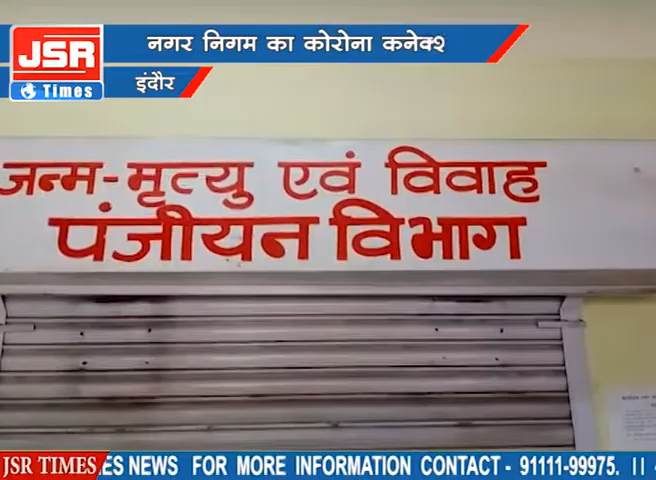 JSR
Times
नगर निगम का कोरोना कनेक्श
इंदौर
जन्म-मृत्यु एवं विवाह
पंजीयन विभाग
JSR TIMES ES NEWS FOR MORE INFORMATION CONTACT - 91111-99975. ||